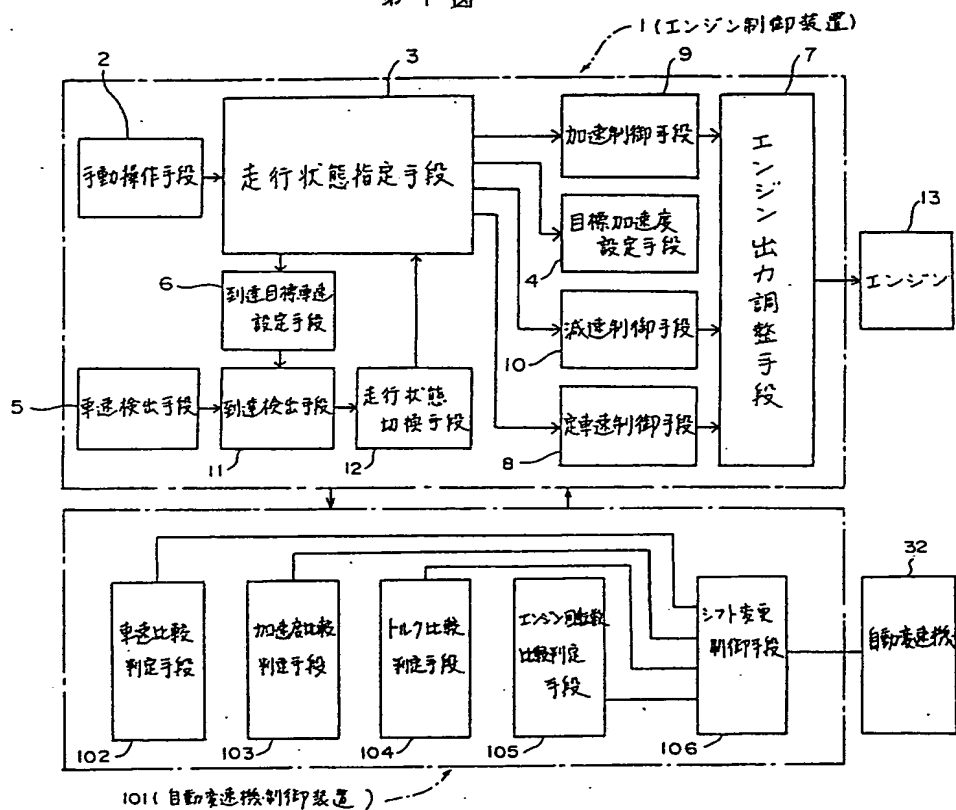 第1図
1(エンジン制御装置)
2
3
9
7
手動操作手段
走行状態指定手段
加速制御手段
エンジン出力調整手段
目標加速度
設定手段
4
13
エンジン
6
到達目標車速
設定手段
減速制御手段
10
5
車速検出手段
到達検出手段
走行状態
切換手段
定車速制御手段
11
12
8
32
車速比較
判定手段
加速度比較
判定手段
トルク比較
判定手段
エンジン回転数
比較判定
手段
シフト変更
制御手段
自動変速機
102
103
104
105
106
101(自動変速機制御装置)